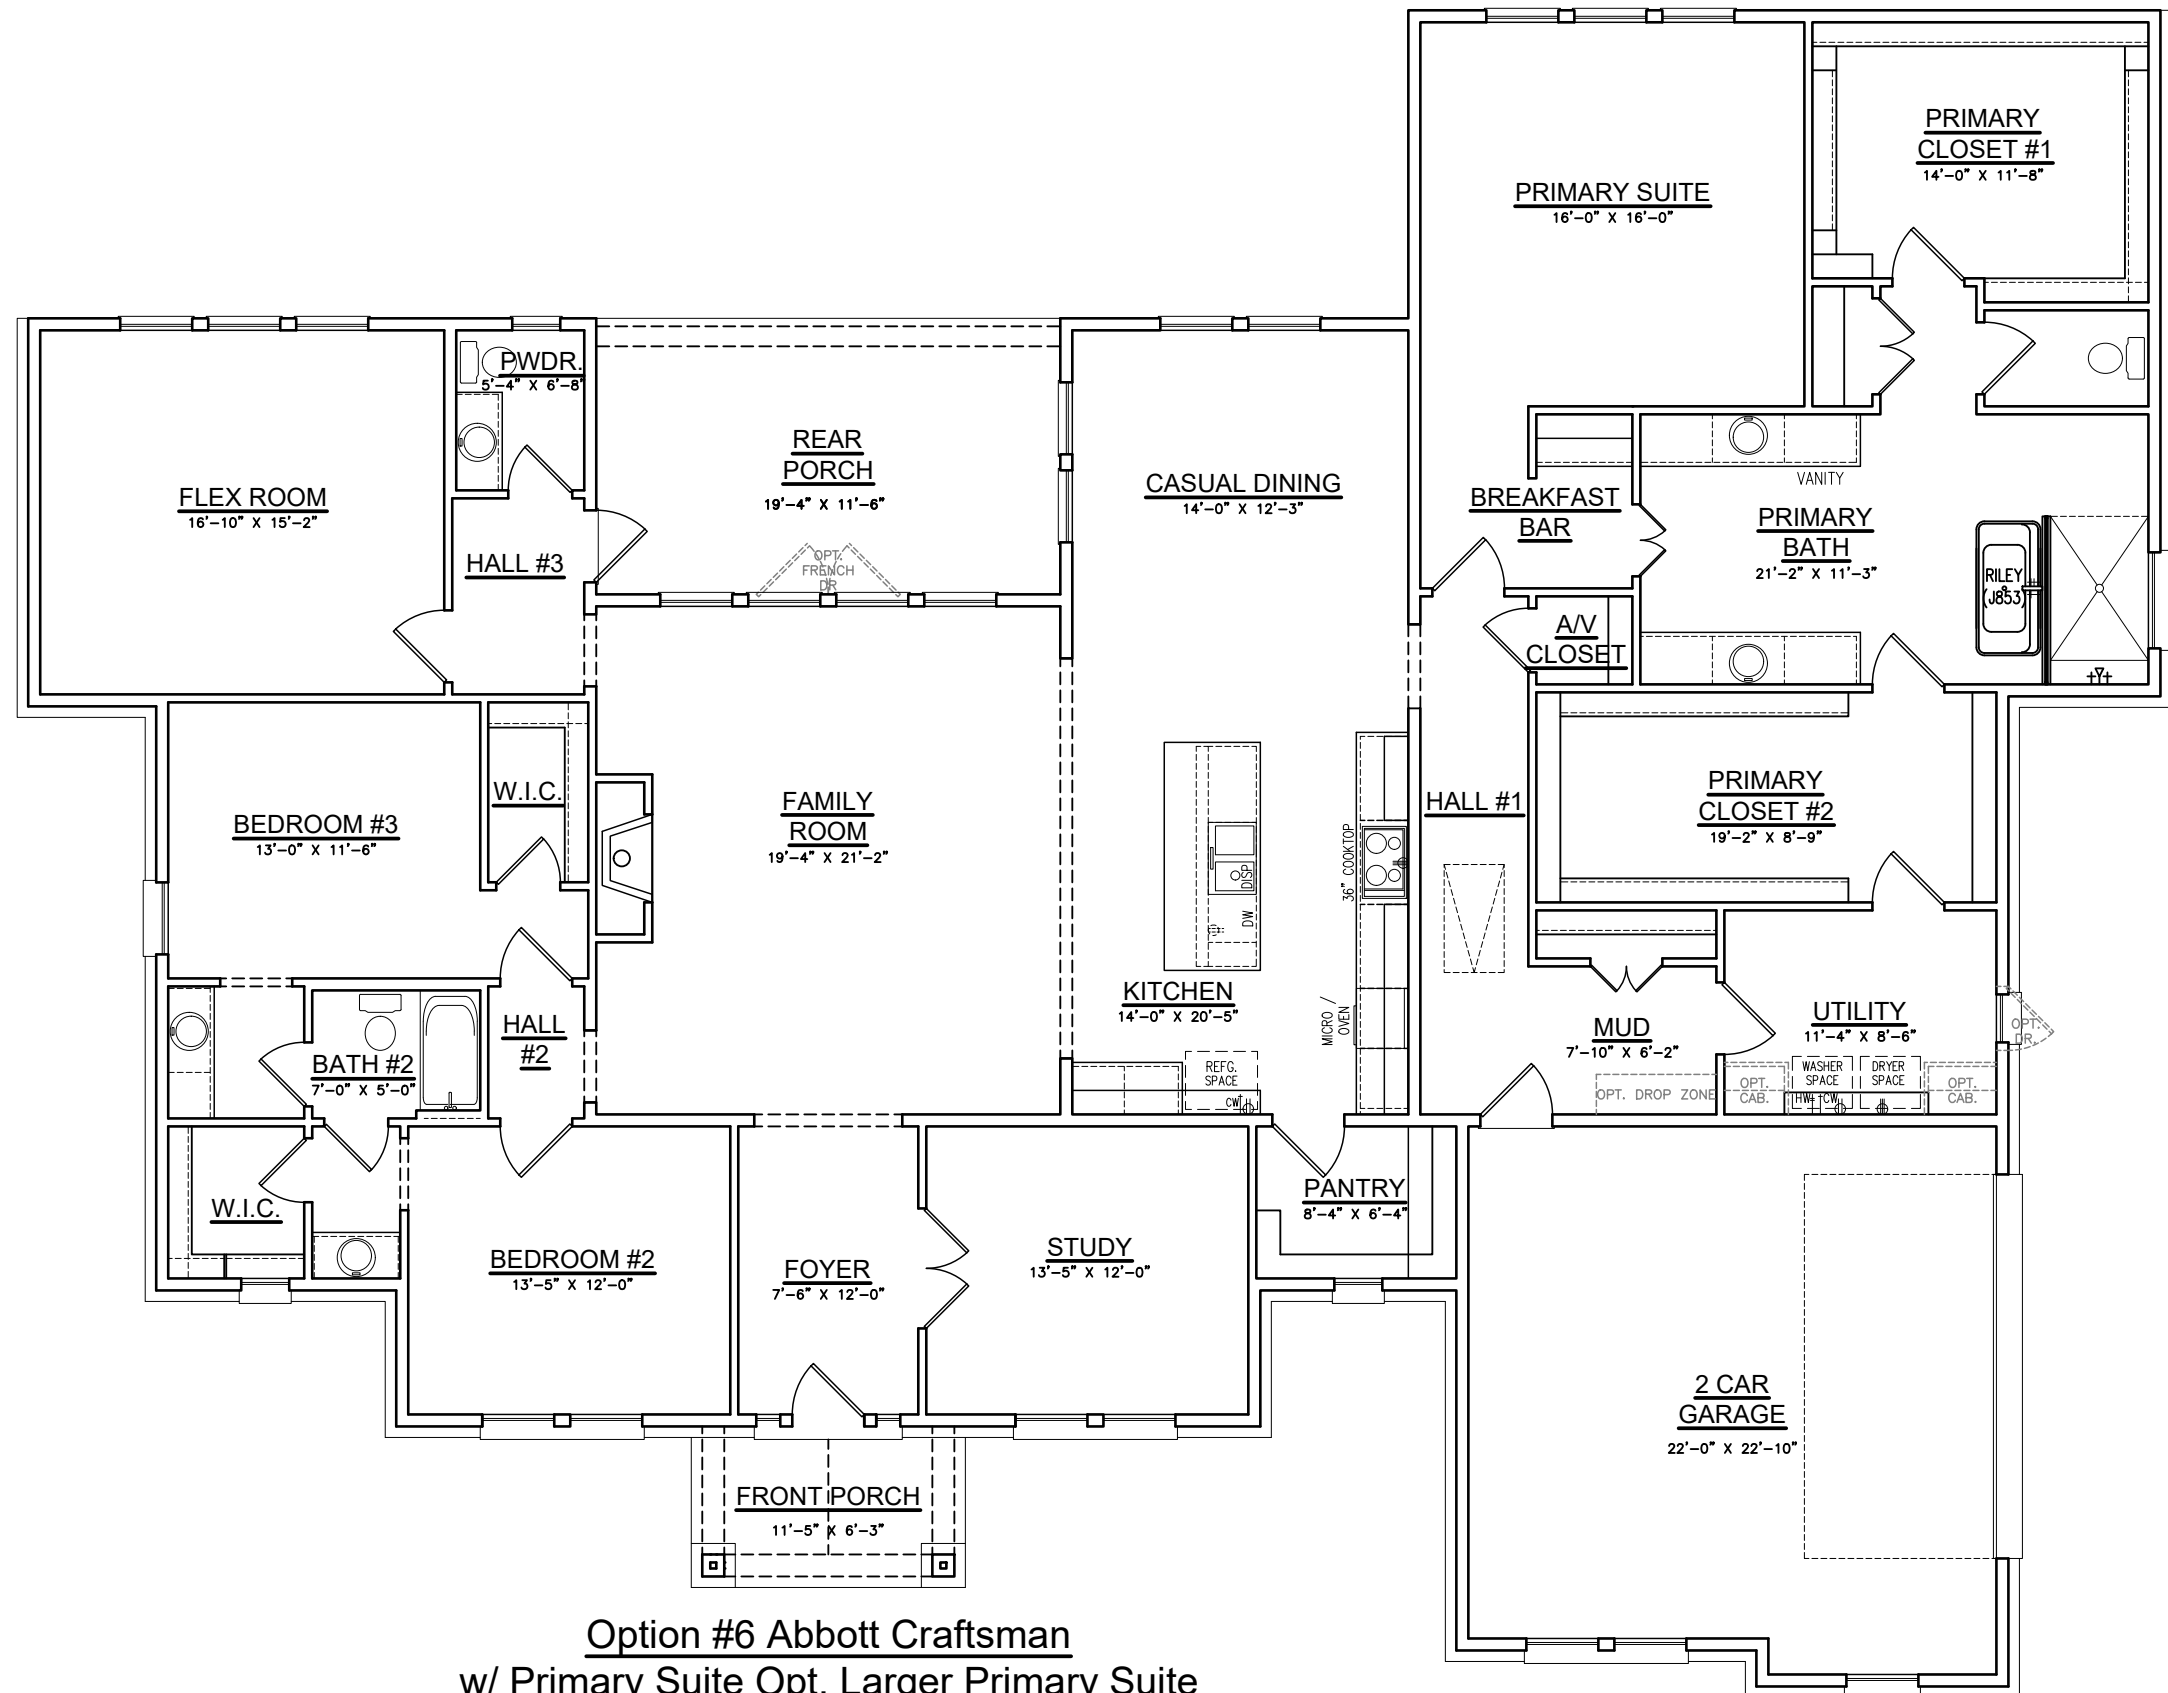 PRIMARY
CLOSET #1
14'-0" X 11'-8"
PRIMARY SUITE
16'-0" X 16'-0"
PWDR.
5'-4" X 6'-8"
REAR
PORCH
19'-4" X 11'-6"
OPT.
FRENCH
DR
FLEX ROOM
16'-10" X 15'-2"
HALL #3
CASUAL DINING
14'-0" X 12'-3"
BREAKFAST
BAR
VANITY
PRIMARY
BATH
21'-2" X 11'-3"
RILEY
(J853)
A/V
CLOSET
W.I.C.
BEDROOM #3
13'-0" X 11'-6"
FAMILY
ROOM
19'-4" X 21'-2"
DISP
DW
36" COOKTOP
HALL #1
PRIMARY
CLOSET #2
19'-2" X 8'-9"
KITCHEN
14'-0" X 20'-5"
MICRO /
OVEN
REFG.
SPACE
CW
MUD
7'-10" X 6'-2"
OPT. DROP ZONE
UTILITY
11'-4" X 8'-6"
OPT.
DR.
OPT.
CAB.
WASHER
SPACE
HW
CW
DRYER
SPACE
OPT.
CAB.
HALL
#2
BATH #2
7'-0" X 5'-0"
W.I.C.
BEDROOM #2
13'-5" X 12'-0"
FOYER
7'-6" X 12'-0"
STUDY
13'-5" X 12'-0"
PANTRY
8'-4" X 6'-4"
2 CAR
GARAGE
22'-0" X 22'-10"
FRONT PORCH
11'-5" X 6'-3"
Option #6 Abbott Craftsman
w/ Primary Suite Opt. Larger Primary Suite